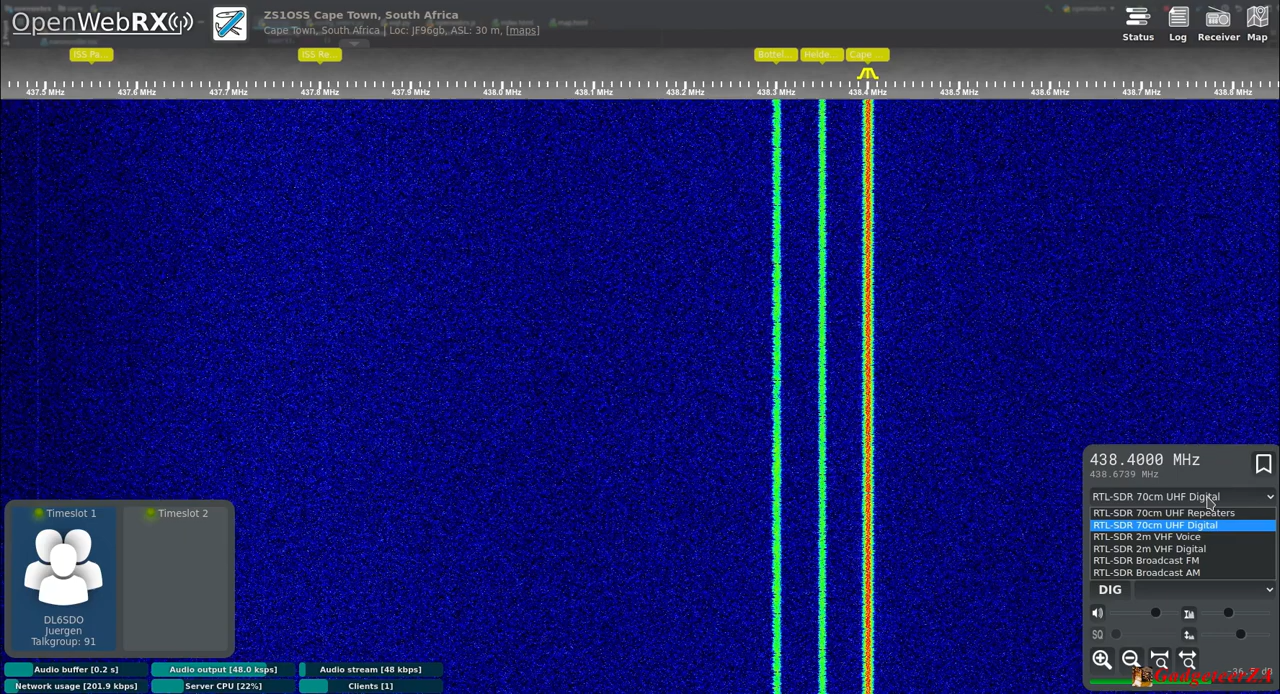 OpenWebRX
ZS1OSS Cape Town, South Africa
Cape Town, South Africa | Loc: JF96gb, ASL: 30 m, [maps]
Status
Log
Receiver
Map
ISS Pa...
ISS Re...
Bottel...
Helde...
Cape ...
437.5 MHz
437.6 MHz
437.7 MHz
437.8 MHz
437.9 MHz
438.0 MHz
438.1 MHz
438.2 MHz
438.3 MHz
438.4 MHz
438.5 MHz
438.6 MHz
438.7 MHz
438.8 MHz
438.4000 MHz
438.6739 MHz
RTL-SDR 70cm UHF Digital
RTL-SDR 70cm UHF Repeaters
RTL-SDR 70cm UHF Digital
RTL-SDR 2m VHF Voice
RTL-SDR 2m VHF Digital
RTL-SDR Broadcast FM
RTL-SDR Broadcast AM
DIG
SQ
GadgeteerZA
Timeslot 1
Timeslot 2
DL6SDO
Juergen
Talkgroup: 91
Audio buffer [0.2 s]
Audio output [48.0 ksps]
Audio stream [48 kbps]
Network usage [201.9 kbps]
Server CPU [22%]
Clients [1]